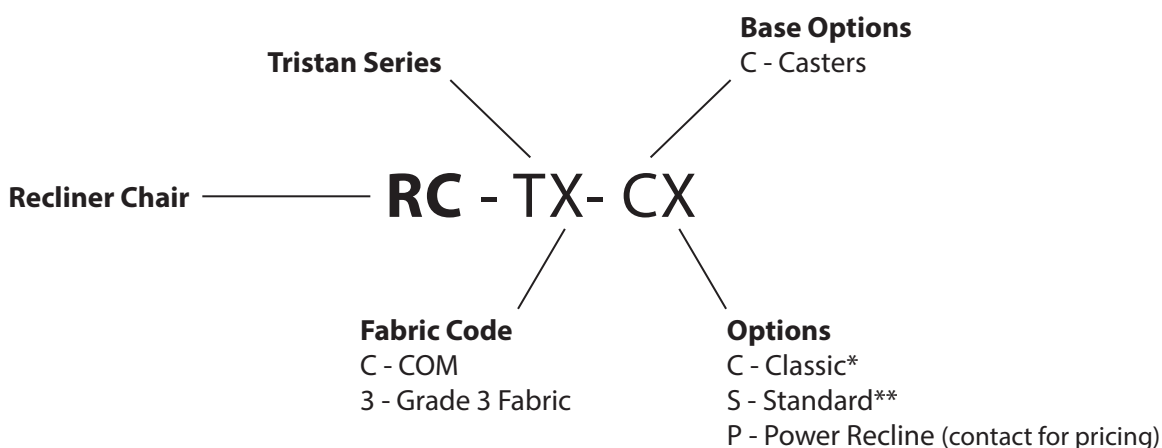 Base Options
C - Casters
Tristan Series
Recliner Chair
RC - TX- CX
Fabric Code
C - COM
3 - Grade 3 Fabric
Options
C - Classic*
S - Standard**
P - Power Recline (contact for pricing)